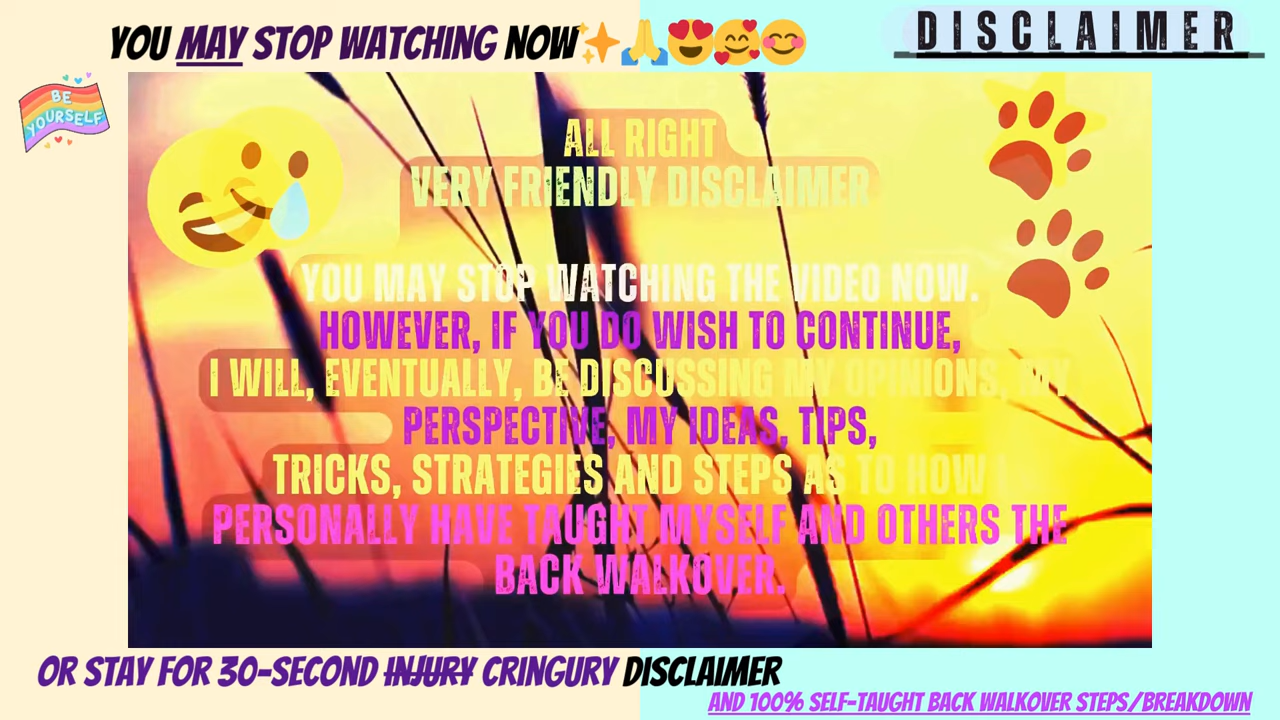 YOU MAY STOP WATCHING NOW
DISCLAIMER
BE
YOURSELF
ALL RIGHT
VERY FRIENDLY DISCLAIMER
YOU MAY STOP WATCHING THE VIDEO NOW.
HOWEVER, IF YOU DO WISH TO CONTINUE,
I WILL, EVENTUALLY, BE DISCUSSING MY OPINIONS, MY
PERSPECTIVE, MY IDEAS, TIPS,
TRICKS, STRATEGIES AND STEPS AS TO HOW I
PERSONALLY HAVE TAUGHT MYSELF AND OTHERS THE
BACK WALKOVER.
OR STAY FOR 30-SECOND INJURY CRINGURY DISCLAIMER
AND 100% SELF-TAUGHT BACK WALKOVER STEPS/BREAKDOWN